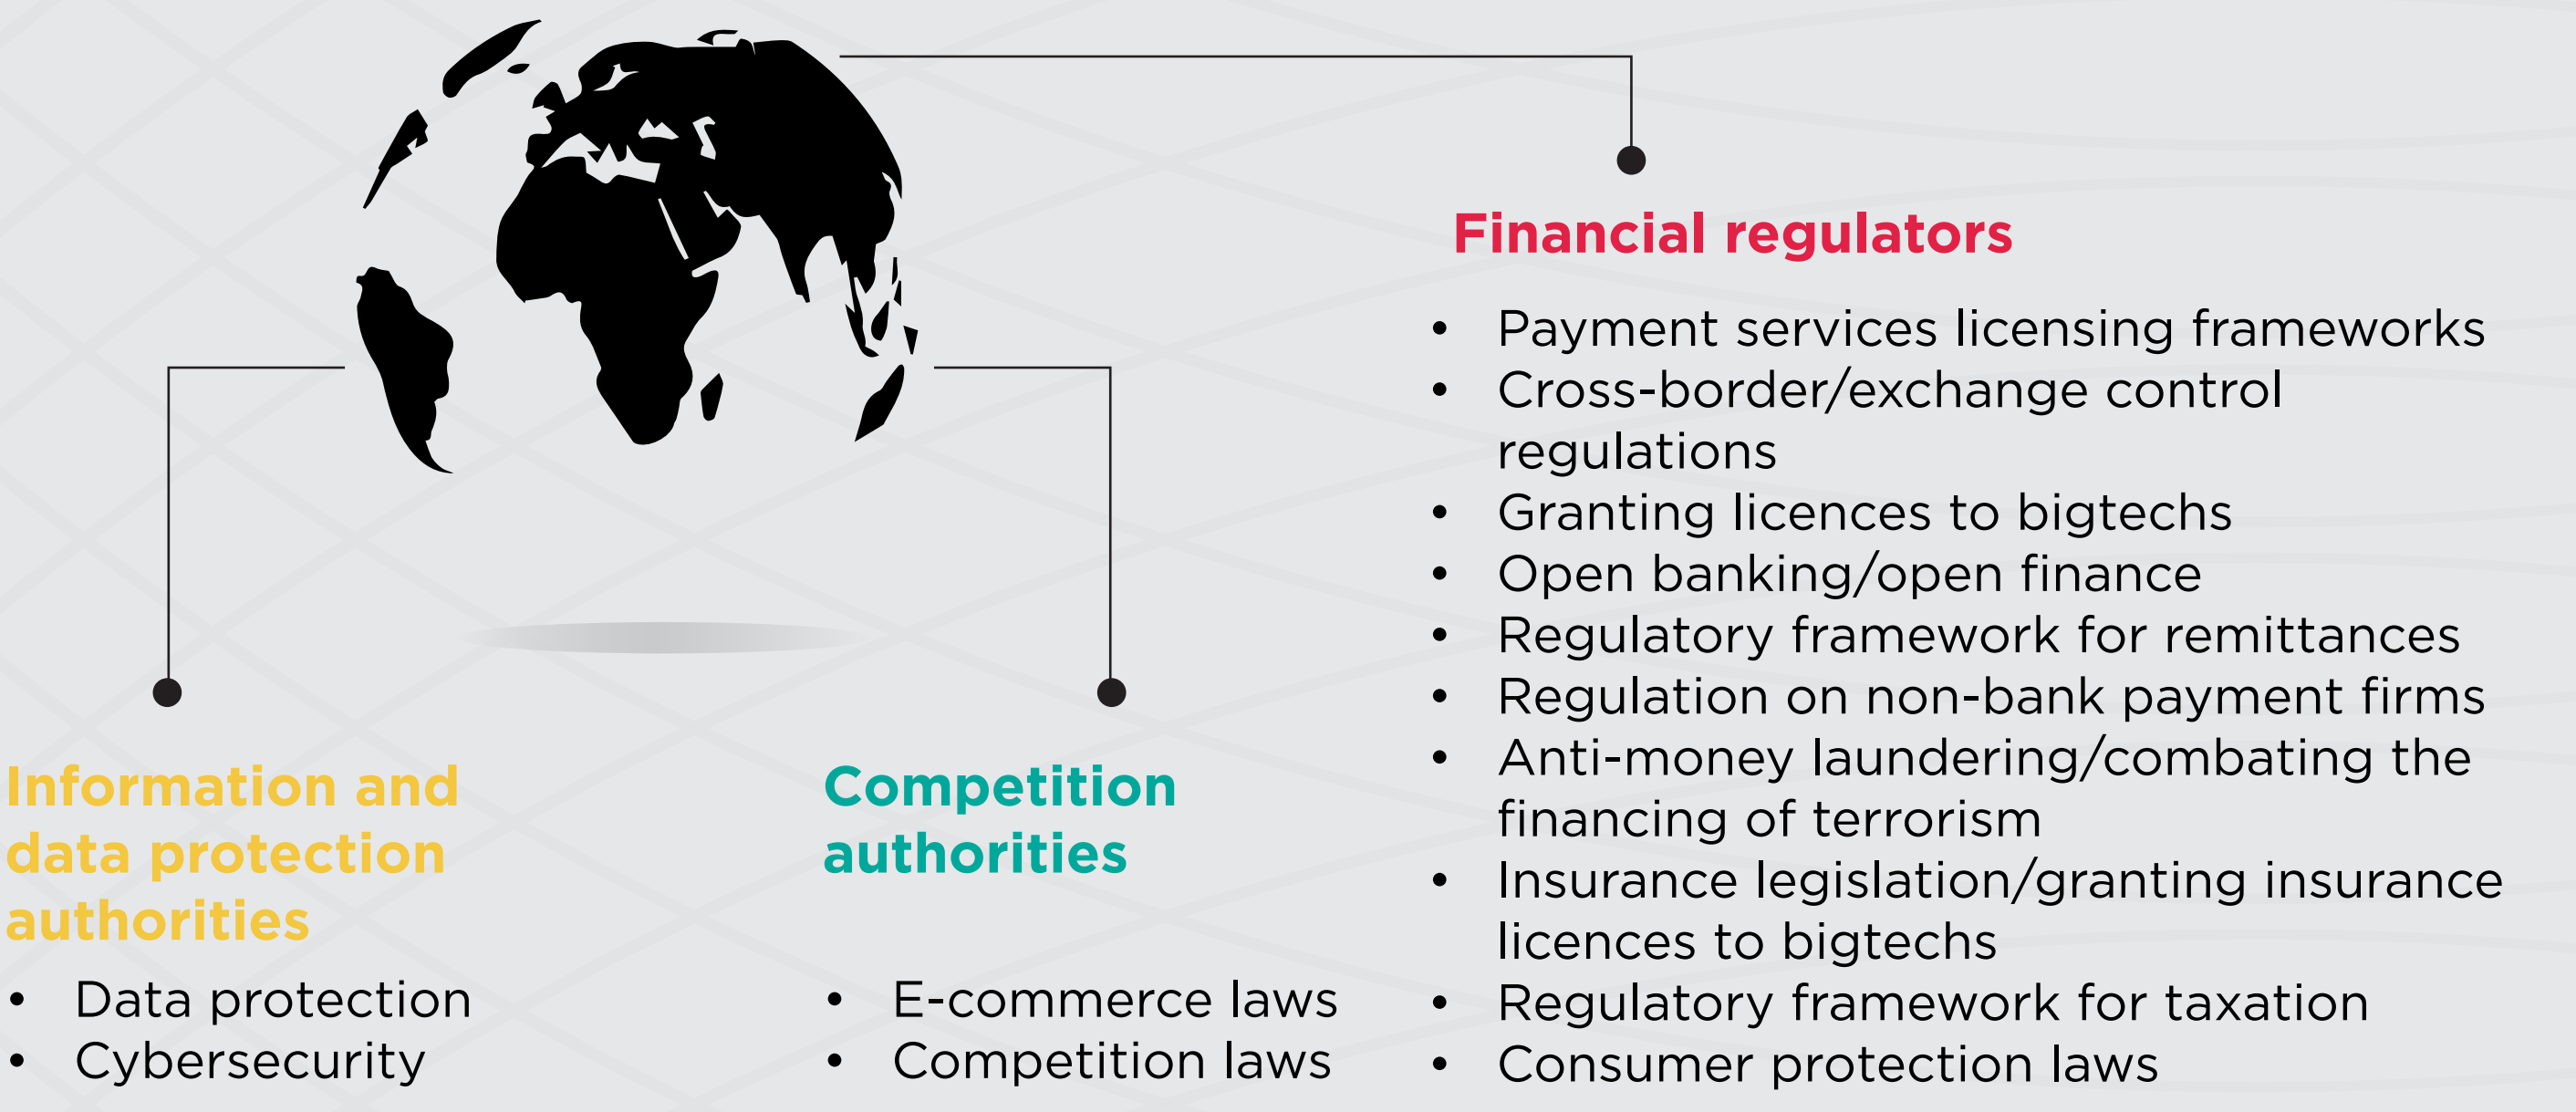 Financial regulators
• Payment services licensing frameworks
• Cross-border/exchange control
regulations
• Granting licences to bigtechs
• Open banking/open finance
• Regulatory framework for remittances
• Regulation on non-bank payment firms
• Anti-money laundering/combating the
financing of terrorism
• Insurance legislation/granting insurance
licences to bigtechs
• Regulatory framework for taxation
• Consumer protection laws
Information and
data protection
authorities
• Data protection
• Cybersecurity
Competition
authorities
• E-commerce laws
• Competition laws